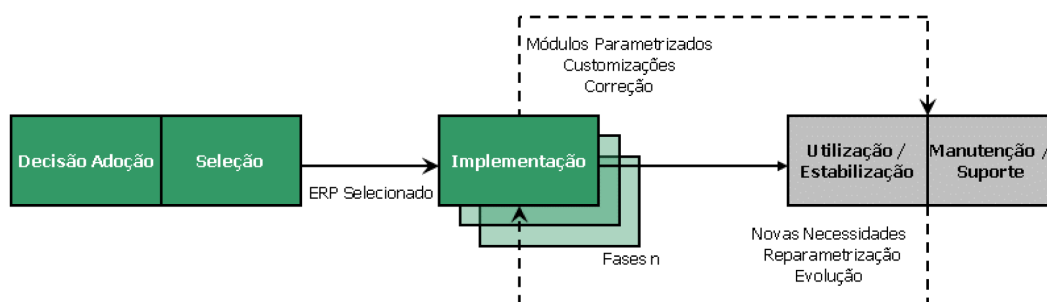 Módulos Parametrizados
Customizações
Correção
Decisão Adoção
Seleção
ERP Selecionado
Implementação
Fases n
Utilização /
Estabilização
Manutenção /
Suporte
Novas Necessidades
Reparametrização
Evolução